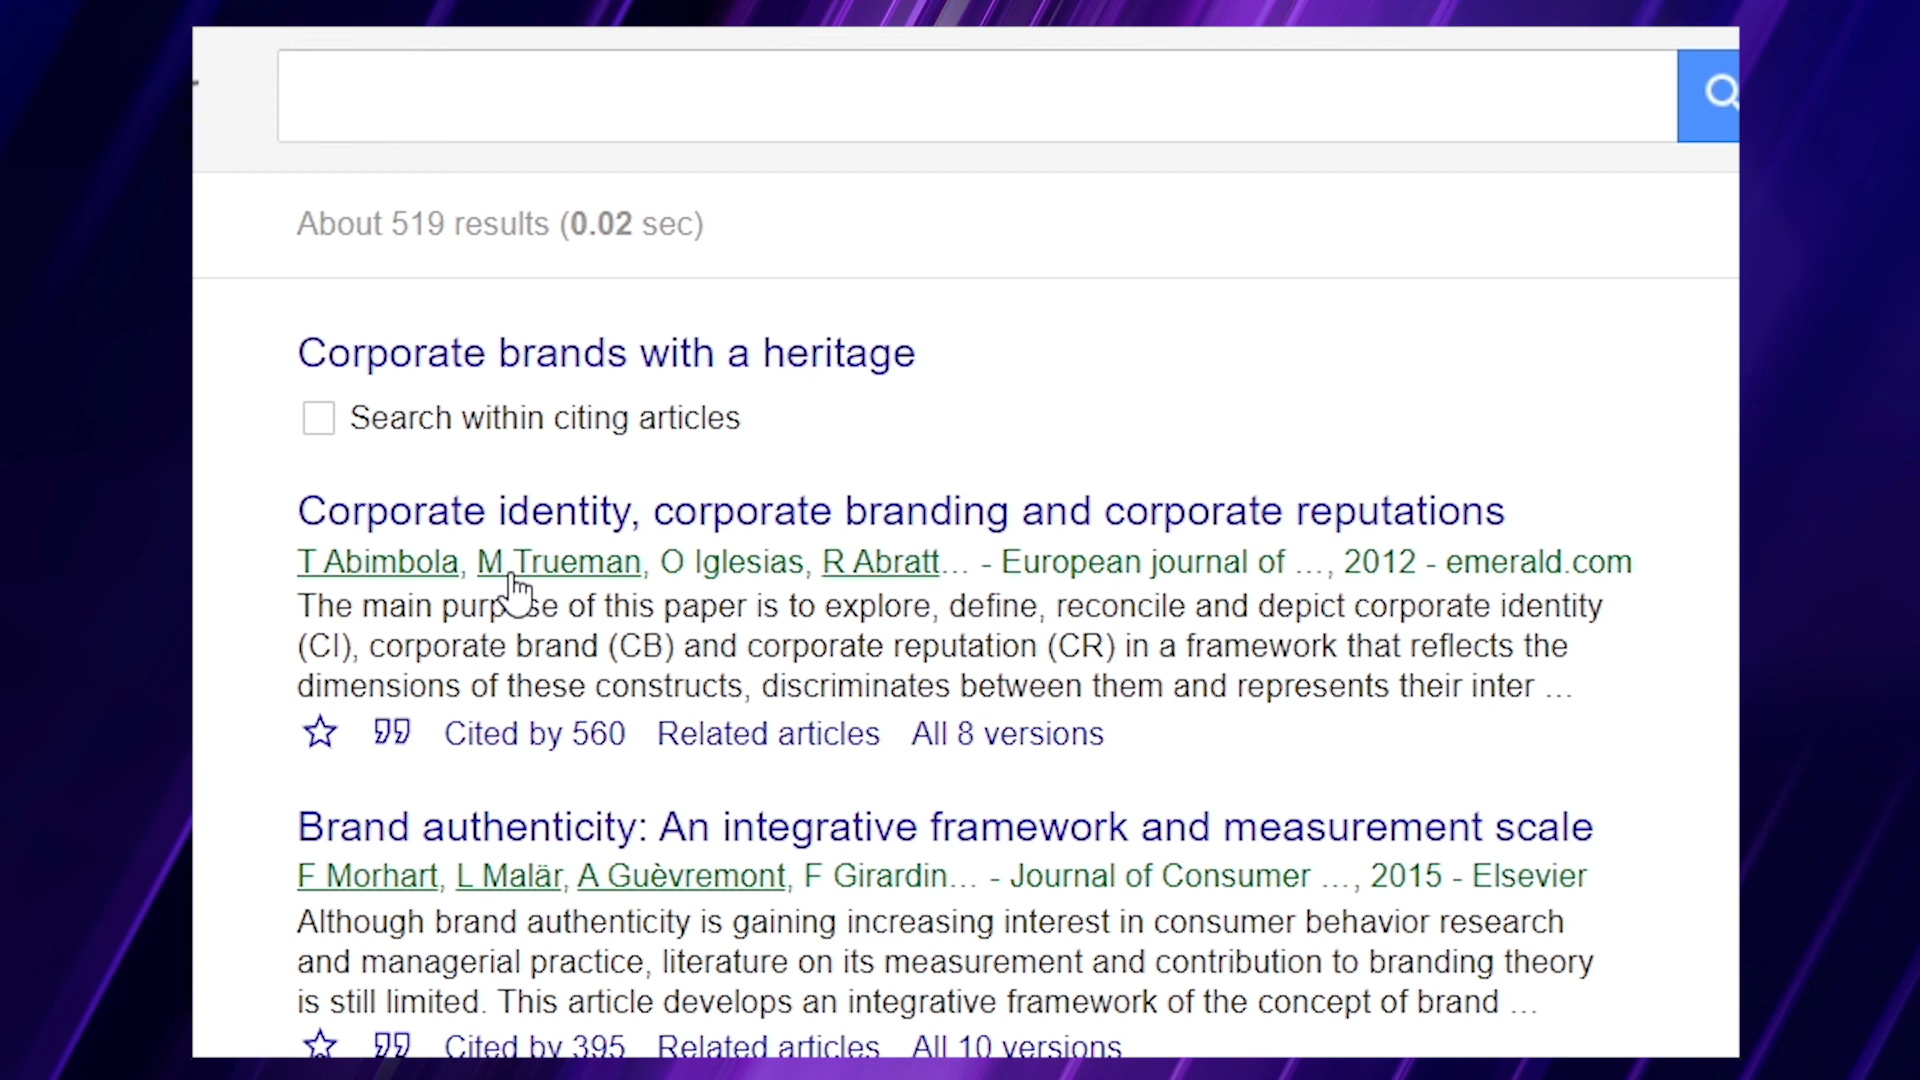 About 519 results (0.02 sec)
Corporate brands with a heritage
Search within citing articles
Corporate identity, corporate branding and corporate reputations
T Abimbola, M Trueman, O Iglesias, R Abratt... - European journal of ..., 2012 - emerald.com
The main purpose of this paper is to explore, define, reconcile and depict corporate identity
(CI), corporate brand (CB) and corporate reputation (CR) in a framework that reflects the
dimensions of these constructs, discriminates between them and represents their inter ...
Cited by 560 Related articles All 8 versions
Brand authenticity: An integrative framework and measurement scale
F Morhart, L Malär, A Guèvremont, F Girardin... - Journal of Consumer ..., 2015 - Elsevier
Although brand authenticity is gaining increasing interest in consumer behavior research
and managerial practice, literature on its measurement and contribution to branding theory
is still limited. This article develops an integrative framework of the concept of brand ...
Cited by 395 Related articles All 10 versions